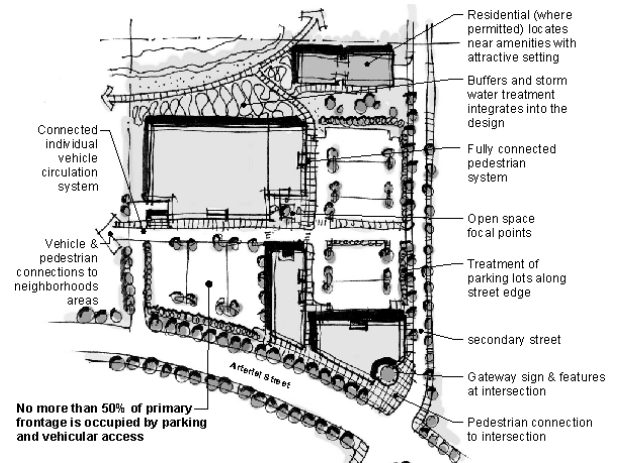 Residential (where
permitted) locates
near amenities with
attractive setting
Buffers and storm
water treatment
integrates into the
design
Connected
individual
vehicle
circulation
system
Fully connected
pedestrian
system
Open space
focal points
Vehicle &
pedestrian
connections to
neighborhoods
areas
Treatment of
parking lots along
street edge
secondary street
Arterial Street
Gateway sign & features
at intersection
No more than 50% of primary
frontage is occupied by parking
and vehicular access
Pedestrian connection
to intersection